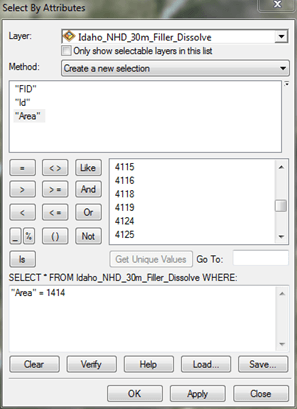 Select By Attributes
Layer: Idaho_NHD_30m_Filler_Dissolve
Only show selectable layers in this list
Method: Create a new selection
"FID"
"Id"
"Area"
= < > Like
> > = And
< < = Or
_ % ( ) Not
Is
4115
4116
4118
4119
4124
4125
Get Unique Values Go To:
SELECT * FROM Idaho_NHD_30m_Filler_Dissolve WHERE:
"Area" = 1414
Clear Verify Help Load... Save...
OK Apply Close